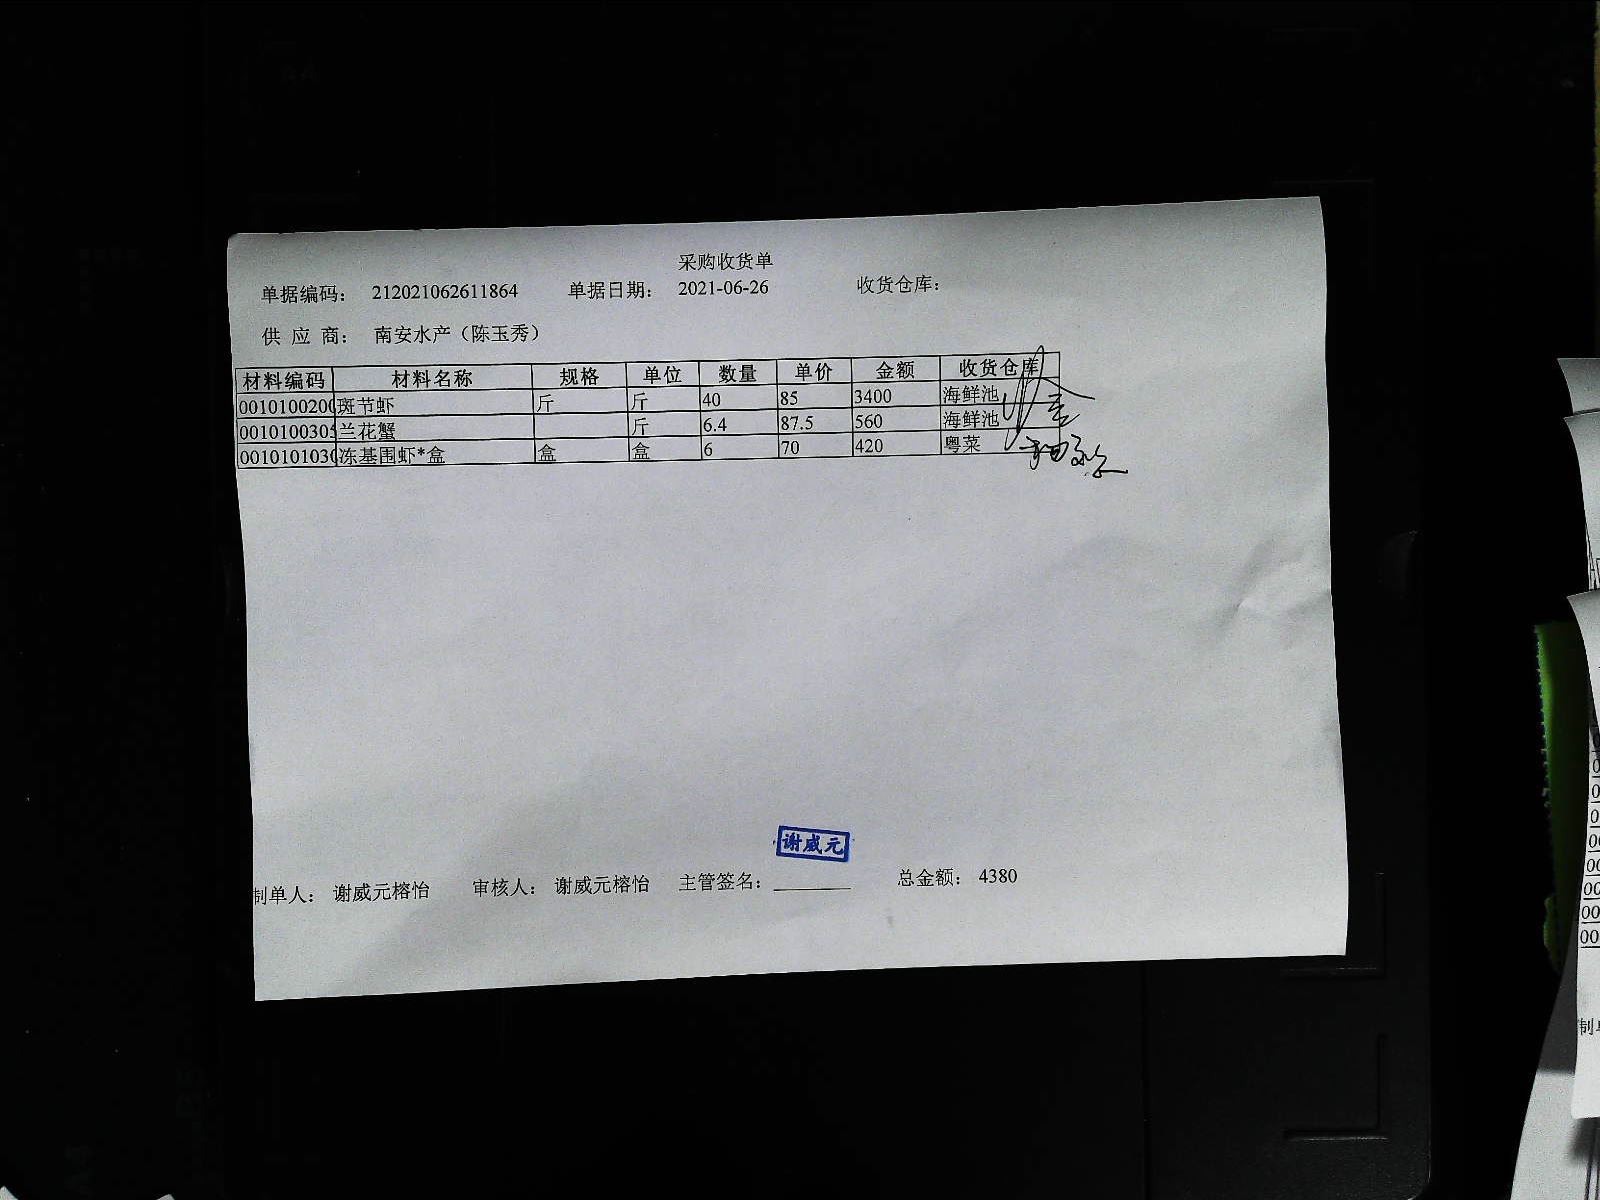 采购收货单
单据编码： 212021062611864 单据日期： 2021-06-26 收货仓库：
供 应 商： 南安水产（陈玉秀）
材料编码 材料名称 规格 单位 数量 单价 金额 收货仓库
0010100200 斑节虾 斤 斤 40 85 3400 海鲜池
0010100305 兰花蟹 斤 6.4 87.5 560 海鲜池
0010101030 冻基围虾*盒 盒 盒 6 70 420 粤菜
谢威元
制单人： 谢威元榕怡 审核人： 谢威元榕怡 主管签名： 总金额： 4380